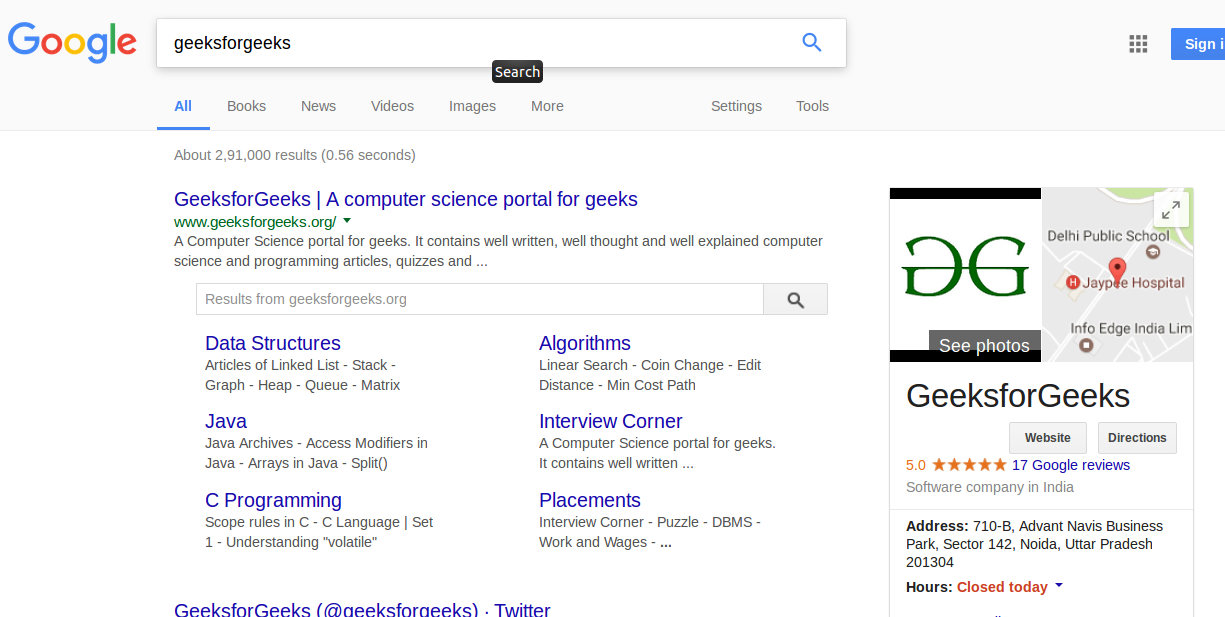 Google
geeksforgeeks
Search
Sign i
All Books News Videos Images More Settings Tools
About 2,91,000 results (0.56 seconds)
GeeksforGeeks | A computer science portal for geeks
www.geeksforgeeks.org/
A Computer Science portal for geeks. It contains well written, well thought and well explained computer
science and programming articles, quizzes and ...
Results from geeksforgeeks.org
Data Structures
Articles of Linked List - Stack -
Graph - Heap - Queue - Matrix
Algorithms
Linear Search - Coin Change - Edit
Distance - Min Cost Path
Java
Java Archives - Access Modifiers in
Java - Arrays in Java - Split()
Interview Corner
A Computer Science portal for geeks.
It contains well written ...
C Programming
Scope rules in C - C Language | Set
1 - Understanding "volatile"
Placements
Interview Corner - Puzzle - DBMS -
Work and Wages - ...
GeeksforGeeks (@geeksforgeeks) · Twitter
See photos
Delhi Public School
H Jaypee Hospital
Info Edge India Lim
GeeksforGeeks
Website Directions
5.0 17 Google reviews
Software company in India
Address: 710-B, Advant Navis Business
Park, Sector 142, Noida, Uttar Pradesh
201304
Hours: Closed today